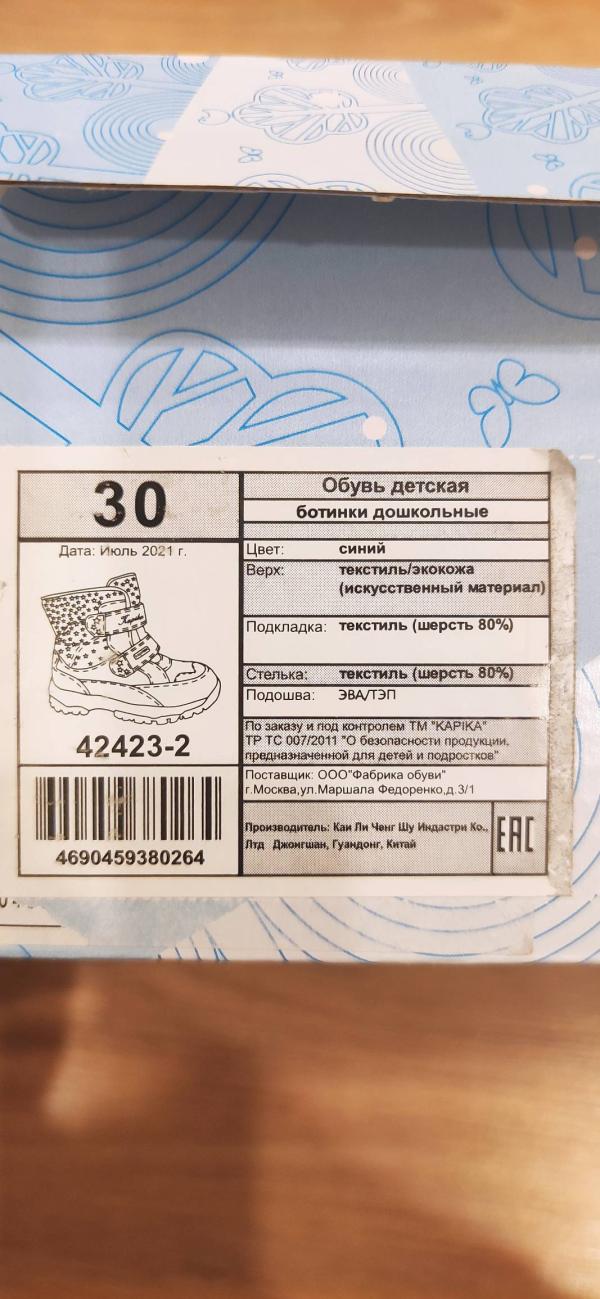 30
Дата: Июль 2021 г.
Kapika
42423-2
4690459380264
Обувь детская
ботинки дошкольные
Цвет: синий
Верх: текстиль/экокожа
(искусственный материал)
Подкладка: текстиль (шерсть 80%)
Стелька: текстиль (шерсть 80%)
Подошва: ЭВА/ТЭП
По заказу и под контролем ТМ "KAPIKA"
ТР ТС 007/2011 "О безопасности продукции,
предназначенной для детей и подростков"
Поставщик: ООО"Фабрика обуви"
г.Москва,ул.Маршала Федоренко,д.3/1
Производитель: Каи Ли Ченг Шу Индастри Ко.,
Лтд Джонгшан, Гуандонг, Китай
EAC